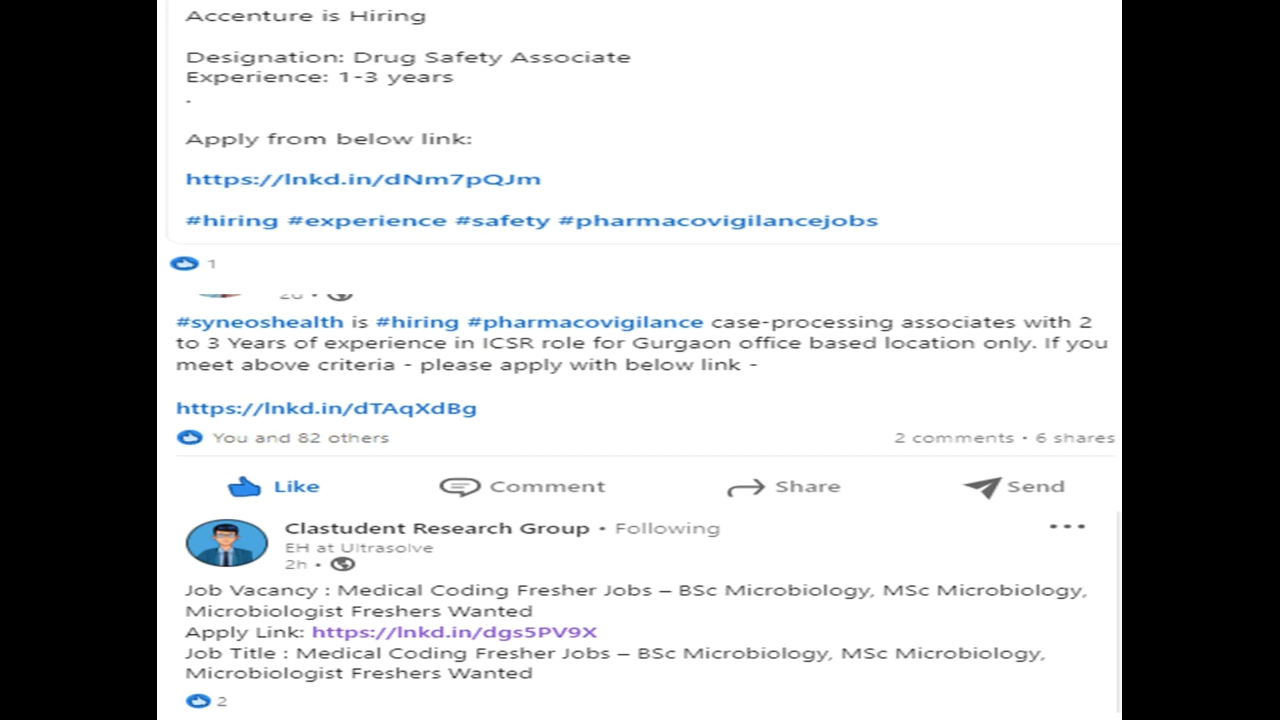 Accenture is Hiring
Designation: Drug Safety Associate
Experience: 1-3 years
-
Apply from below link:
https://lnkd.in/dNm7pQJm
#hiring #experience #safety #pharmacovigilancejobs
1
2d •
#syneoshealth is #hiring #pharmacovigilance case-processing associates with 2
to 3 Years of experience in ICSR role for Gurgaon office based location only. If you
meet above criteria - please apply with below link -
https://lnkd.in/dTAqXdBg
You and 82 others 2 comments • 6 shares
Like Comment Share Send
Clastudent Research Group • Following
EH at Ultrasolve
2h •
Job Vacancy : Medical Coding Fresher Jobs – BSc Microbiology, MSc Microbiology,
Microbiologist Freshers Wanted
Apply Link: https://lnkd.in/dgs5PV9X
Job Title : Medical Coding Fresher Jobs – BSc Microbiology, MSc Microbiology,
Microbiologist Freshers Wanted
2